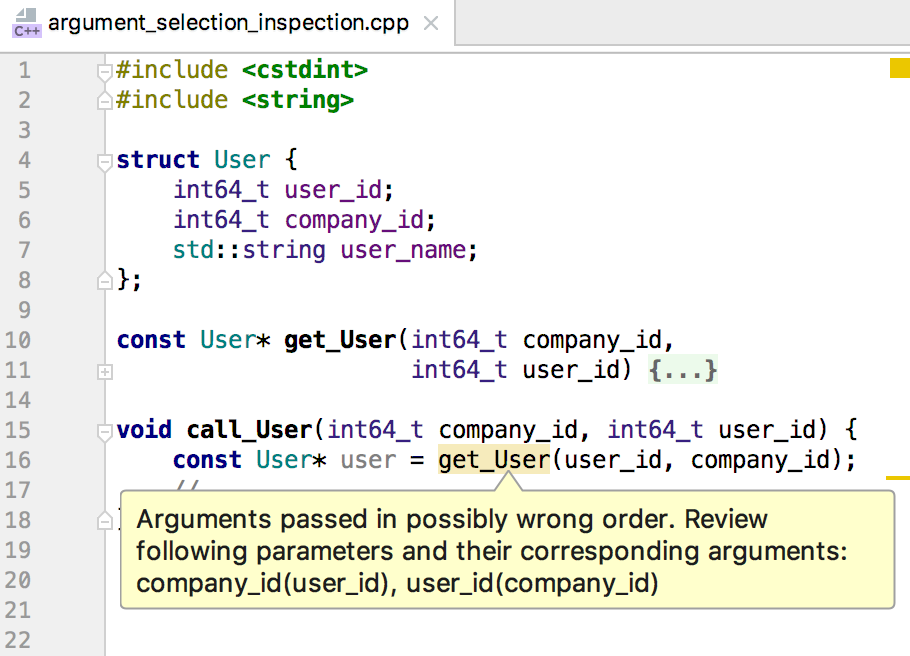 C++ argument_selection_inspection.cpp
1 #include <cstdint>
2 #include <string>
3
4 struct User {
5 int64_t user_id;
6 int64_t company_id;
7 std::string user_name;
8 };
9
10 const User* get_User(int64_t company_id,
11 int64_t user_id) {...}
14
15 void call_User(int64_t company_id, int64_t user_id) {
16 const User* user = get_User(user_id, company_id);
17 //
18
Arguments passed in possibly wrong order. Review
19
following parameters and their corresponding arguments:
20
company_id(user_id), user_id(company_id)
21
22